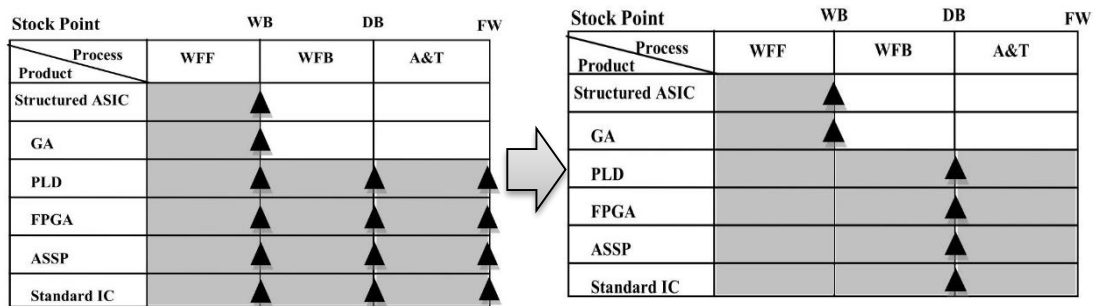 Stock Point WB DB FW
Process WFF WFB A&T
Product
Structured ASIC
GA
PLD
FPGA
ASSP
Standard IC
Stock Point WB DB FW
Process WFF WFB A&T
Product
Structured ASIC
GA
PLD
FPGA
ASSP
Standard IC